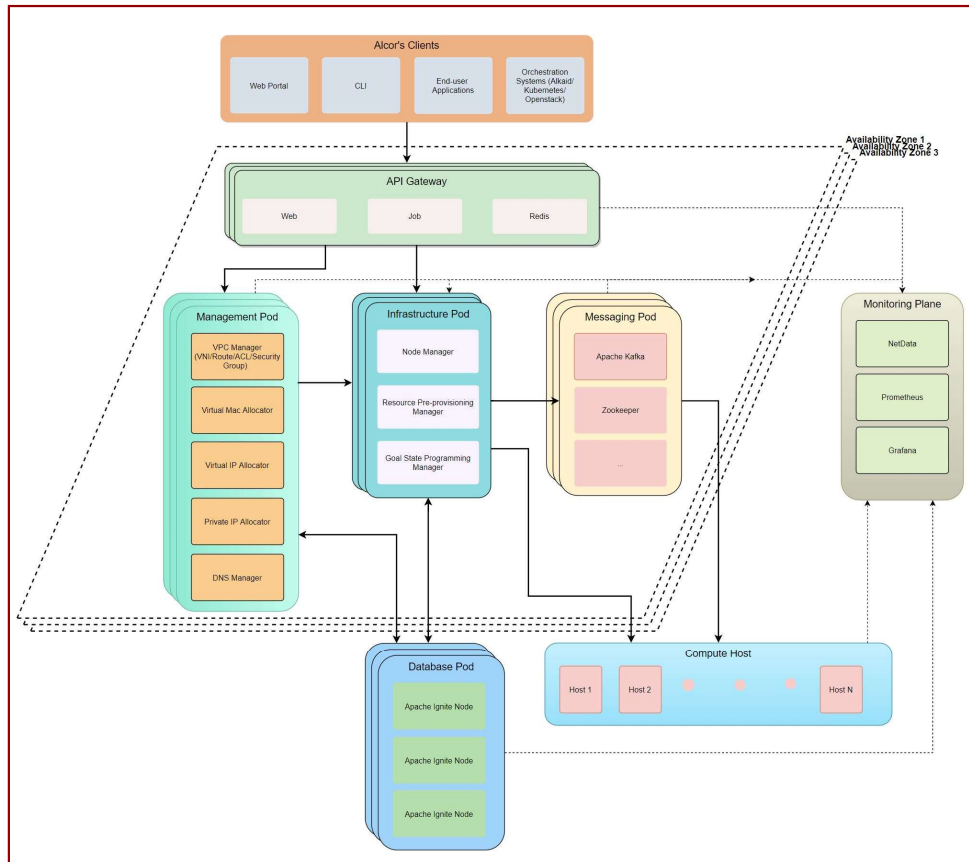 Alcor's Clients
Web Portal
CLI
End-user
Applications
Orchestration
Systems (Alkaid/
Kubernetes/
Openstack)
Availability Zone 1
Availability Zone 2
Availability Zone 3
API Gateway
Web
Job
Redis
Management Pod
VPC Manager
(VNI/Route/ACL/Security
Group)
Virtual Mac Allocator
Virtual IP Allocator
Private IP Allocator
DNS Manager
Infrastructure Pod
Node Manager
Resource Pre-provisioning
Manager
Goal State Programming
Manager
Messaging Pod
Apache Kafka
Zookeeper
...
Monitoring Plane
NetData
Prometheus
Grafana
Database Pod
Apache Ignite Node
Apache Ignite Node
Apache Ignite Node
Compute Host
Host 1
Host 2
Host N